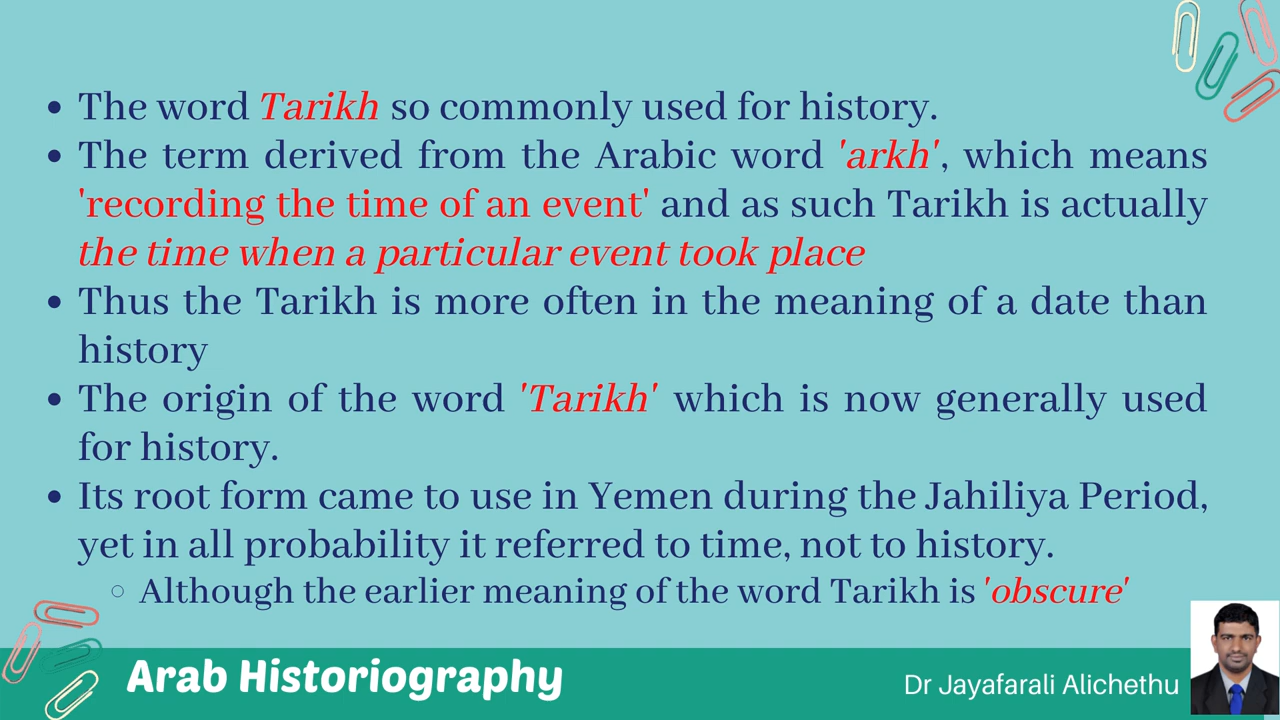 • The word Tarikh so commonly used for history.
• The term derived from the Arabic word 'arkh', which means
'recording the time of an event' and as such Tarikh is actually
the time when a particular event took place
• Thus the Tarikh is more often in the meaning of a date than
history
• The origin of the word 'Tarikh' which is now generally used
for history.
• Its root form came to use in Yemen during the Jahiliya Period,
yet in all probability it referred to time, not to history.
◦ Although the earlier meaning of the word Tarikh is 'obscure'
Arab Historiography
Dr Jayafarali Alichethu